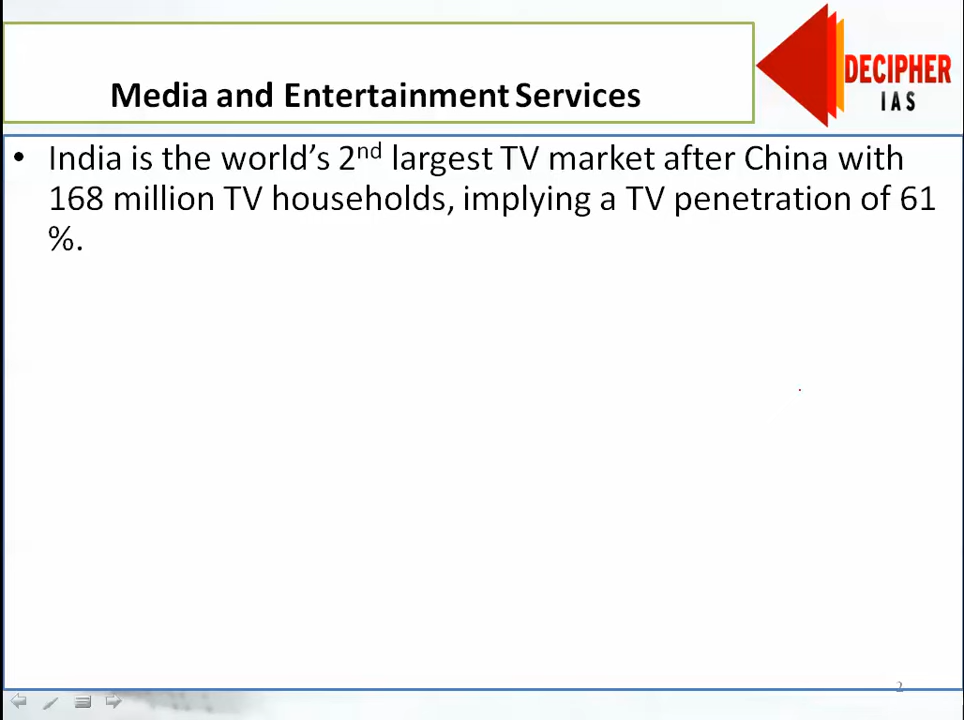 Media and Entertainment Services
DECIPHER
IAS
• India is the world’s 2nd largest TV market after China with
168 million TV households, implying a TV penetration of 61
%.
2